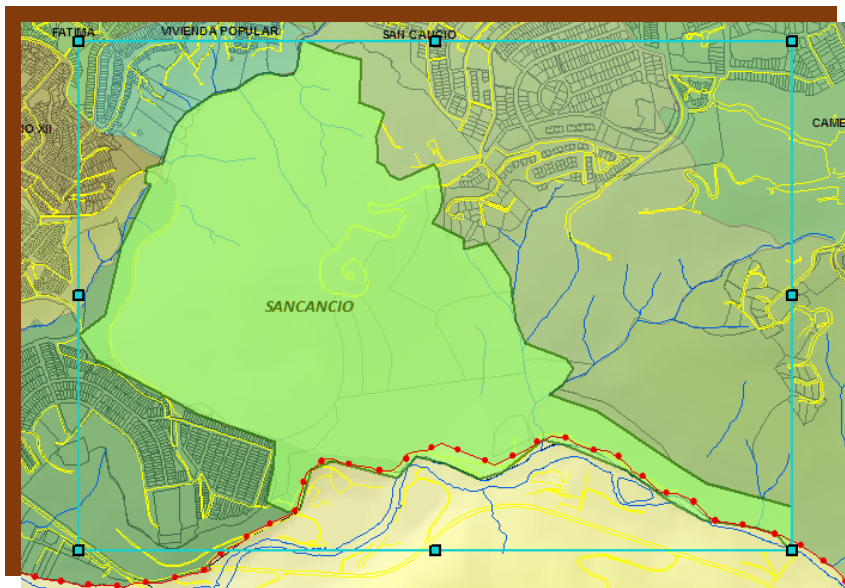 FATIMA
VIVIENDA POPULAR
SAN CAUCIO
IO XII
CAME
SANCANCIO